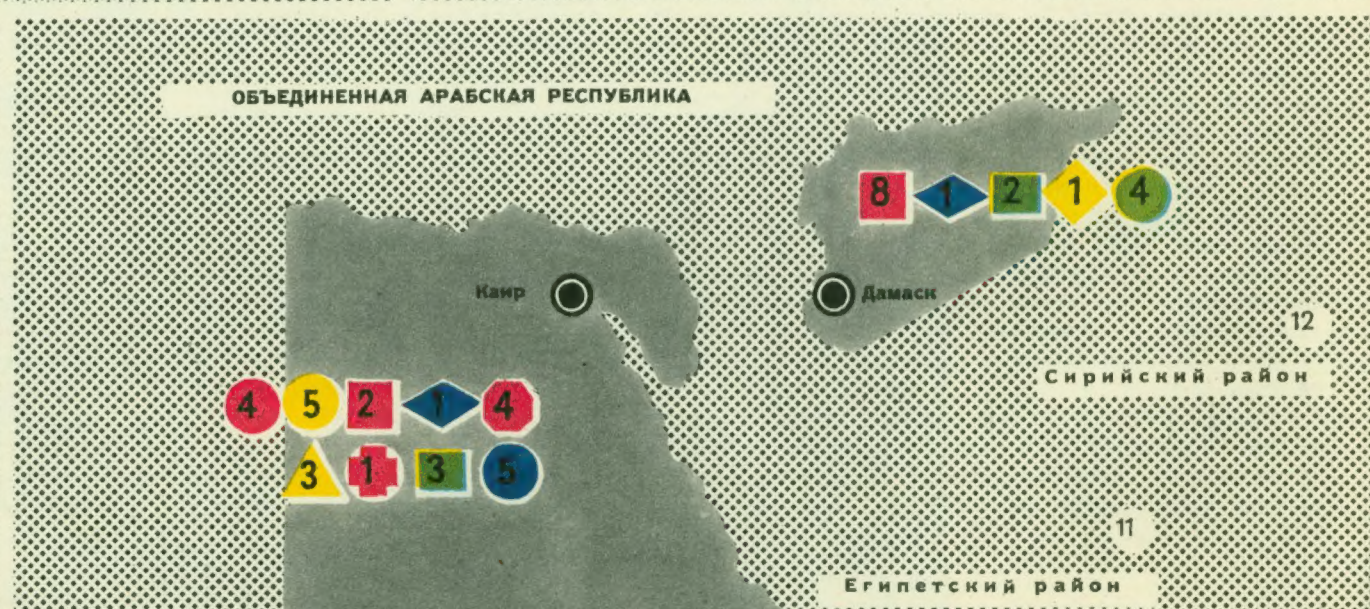 ОБЪЕДИНЕННАЯ АРАБСКАЯ РЕСПУБЛИКА
8 1 2 1 4
Каир
Дамаск
12
Сирийский район
4 5 2 1 4
3 1 3 5
11
Египетский район